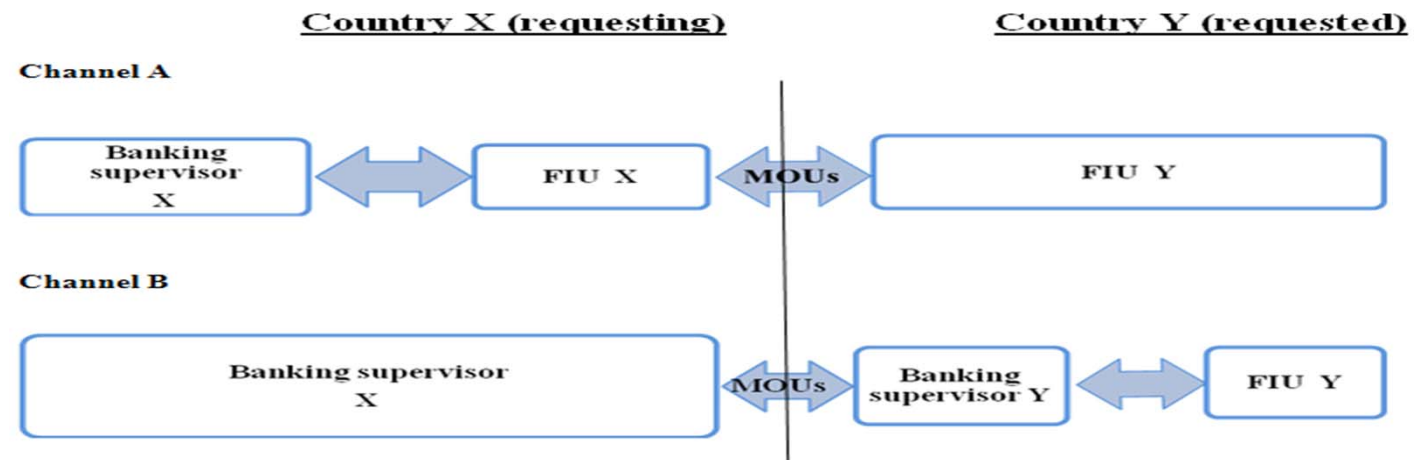 Country X (requesting)
Country Y (requested)
Channel A
Banking
supervisor
X
FIU X
MOUs
FIU Y
Channel B
Banking supervisor
X
MOUs
Banking
supervisor Y
FIU Y